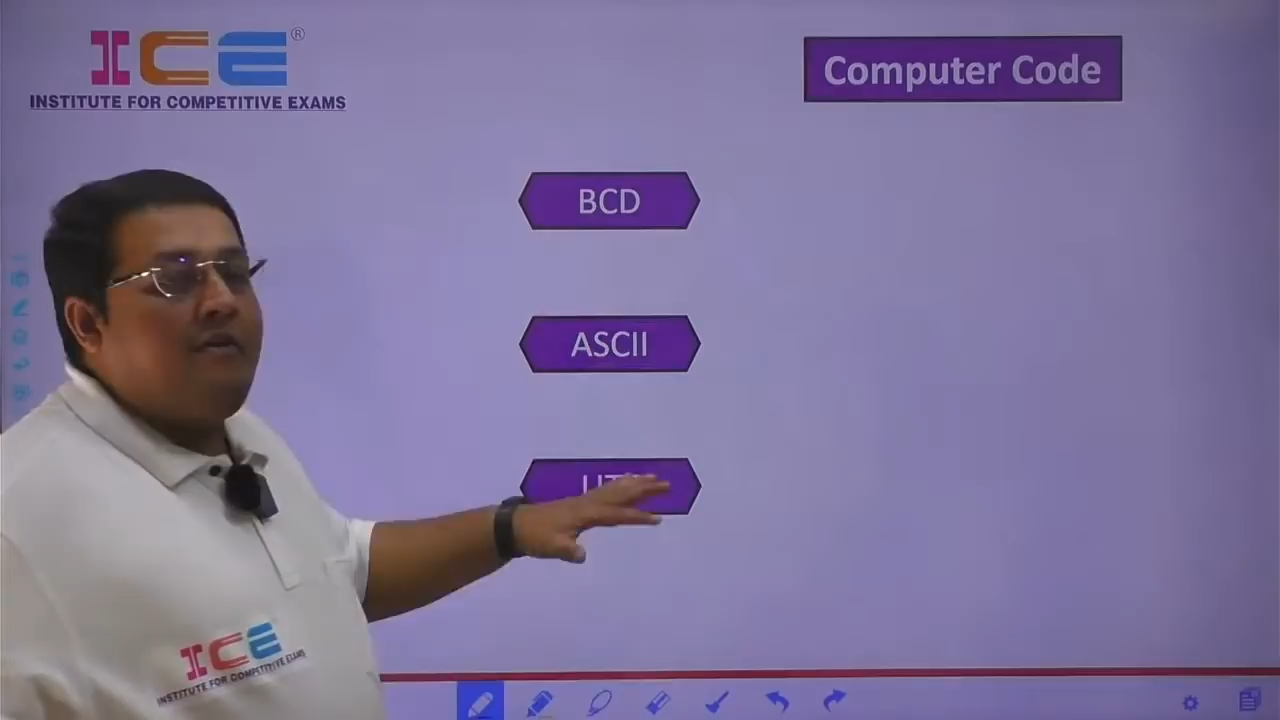 ICE®
INSTITUTE FOR COMPETITIVE EXAMS
Computer Code
BCD
ASCII
ICE
INSTITUTE FOR COMPETITIVE EXAMS